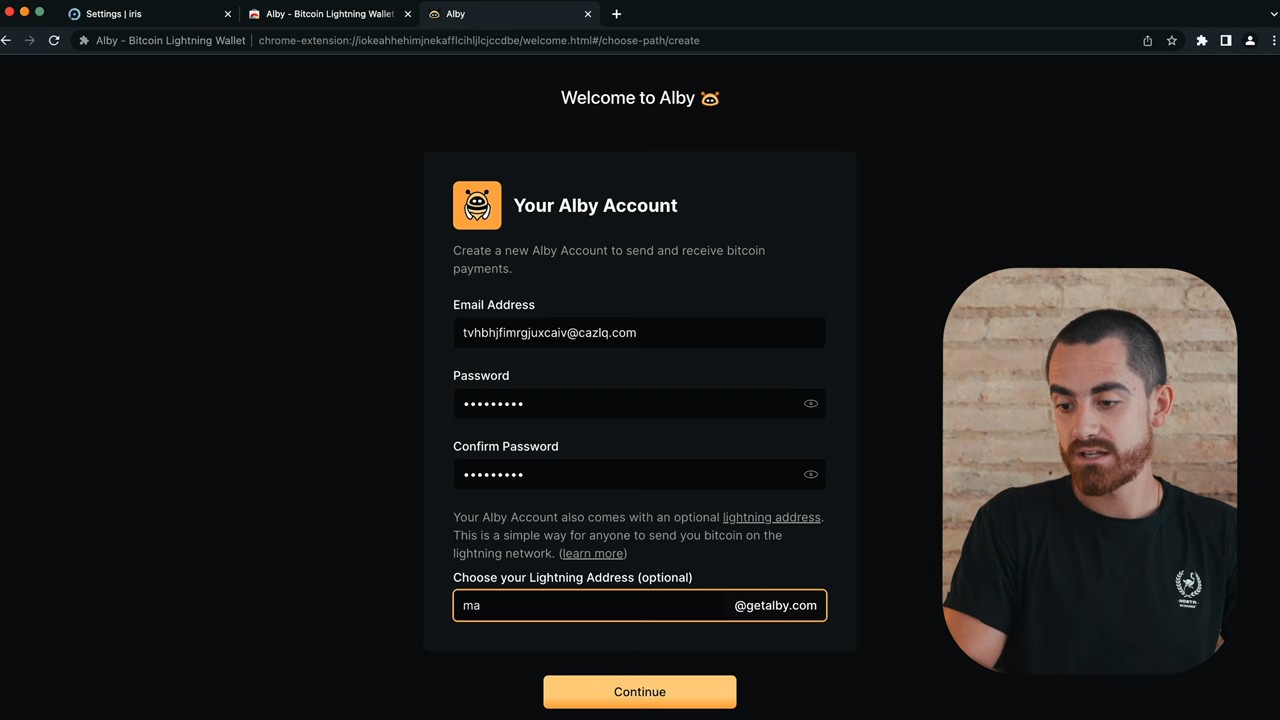 Settings | iris
Alby - Bitcoin Lightning Wallet
Alby
Alby - Bitcoin Lightning Wallet
chrome-extension://iokeahhehimjnekafflcihljlcjccdbe/welcome.html#/choose-path/create
Welcome to Alby
Your Alby Account
Create a new Alby Account to send and receive bitcoin
payments.
Email Address
tvhbhjfimrgjuxcaiv@cazlq.com
Password
•••••••••
Confirm Password
•••••••••
Your Alby Account also comes with an optional lightning address.
This is a simple way for anyone to send you bitcoin on the
lightning network. (learn more)
Choose your Lightning Address (optional)
ma @getalby.com
Continue